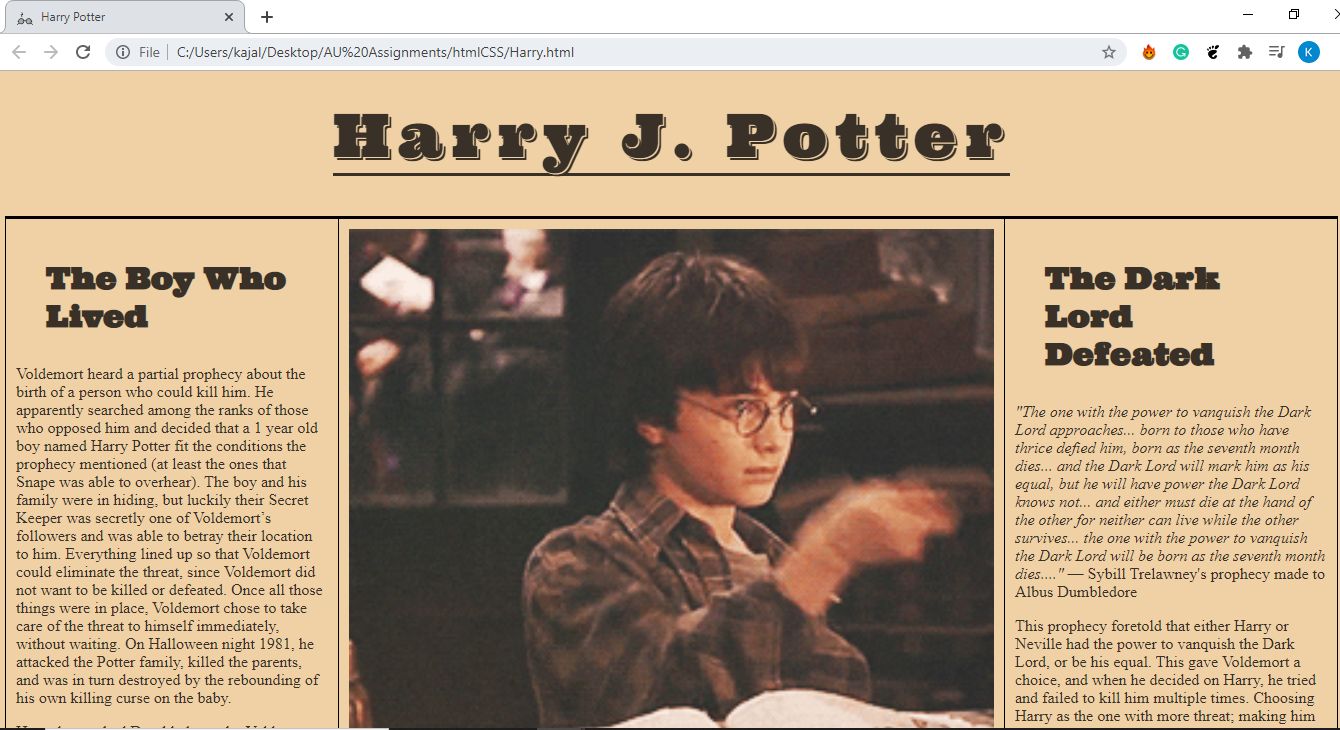 Harry Potter
File
C:/Users/kajal/Desktop/AU%20Assignments/htmlCSS/Harry.html
K
Harry J. Potter
The Boy Who
Lived
Voldemort heard a partial prophecy about the
birth of a person who could kill him. He
apparently searched among the ranks of those
who opposed him and decided that a 1 year old
boy named Harry Potter fit the conditions the
prophecy mentioned (at least the ones that
Snape was able to overhear). The boy and his
family were in hiding, but luckily their Secret
Keeper was secretly one of Voldemort’s
followers and was able to betray their location
to him. Everything lined up so that Voldemort
could eliminate the threat, since Voldemort did
not want to be killed or defeated. Once all those
things were in place, Voldemort chose to take
care of the threat to himself immediately,
without waiting. On Halloween night 1981, he
attacked the Potter family, killed the parents,
and was in turn destroyed by the rebounding of
his own killing curse on the baby.
The Dark
Lord
Defeated
"The one with the power to vanquish the Dark
Lord approaches... born to those who have
thrice defied him, born as the seventh month
dies... and the Dark Lord will mark him as his
equal, but he will have power the Dark Lord
knows not... and either must die at the hand of
the other for neither can live while the other
survives... the one with the power to vanquish
the Dark Lord will be born as the seventh month
dies...." — Sybill Trelawney's prophecy made to
Albus Dumbledore
This prophecy foretold that either Harry or
Neville had the power to vanquish the Dark
Lord, or be his equal. This gave Voldemort a
choice, and when he decided on Harry, he tried
and failed to kill him multiple times. Choosing
Harry as the one with more threat; making him